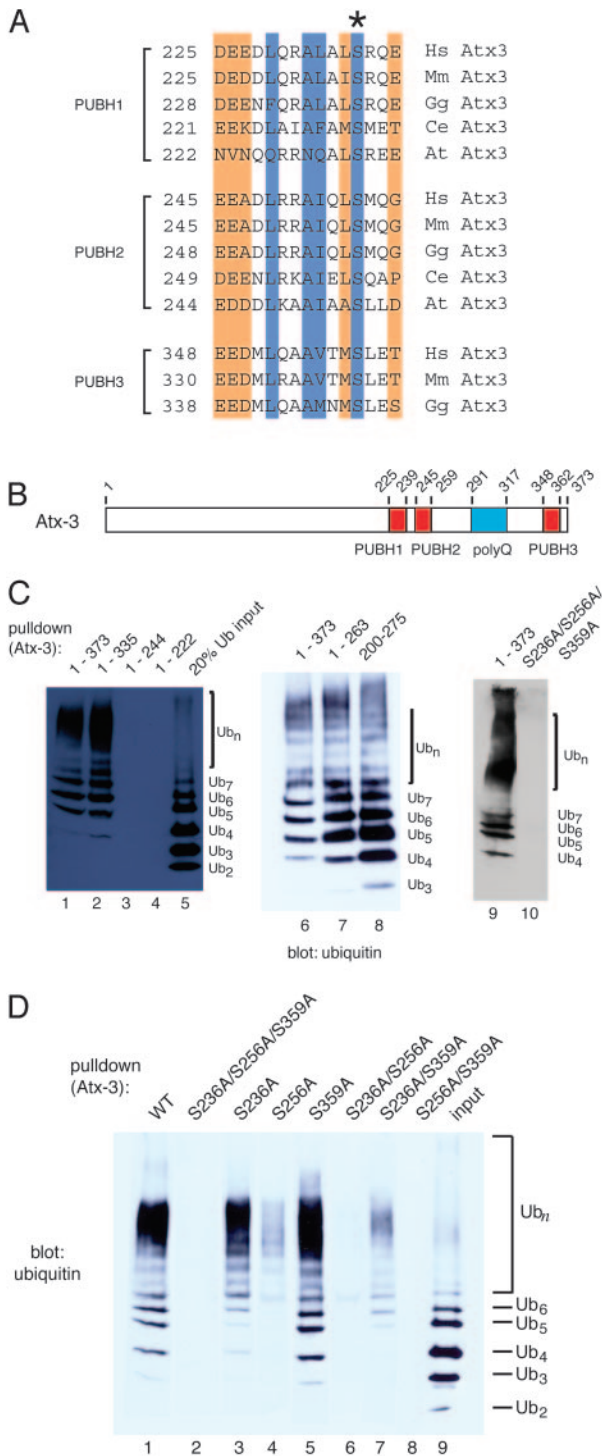 A
*
PUBH1
225 DEEDLQRALALSRQE Hs Atx3
225 DEDDLQRALAISRQE Mm Atx3
228 DEENFQRALALSRQE Gg Atx3
221 EEKDLAIAFAMSMET Ce Atx3
222 NVNQQRRNQALSREE At Atx3
PUBH2
245 EEADLRRAIQLSMQG Hs Atx3
245 EEADLRRAIQLSMQG Mm Atx3
248 EEADLRRAIQLSMQG Gg Atx3
249 DEENLRKAIELSQAP Ce Atx3
244 EDDDLKAAIAASLLD At Atx3
PUBH3
348 EEDMLQAAVTMSLET Hs Atx3
330 EEDMLRAAVTMSLET Mm Atx3
338 EEDMLQAAMNMSLES Gg Atx3
B
1 225 239 245 259 291 317 348 362 373
Atx-3
PUBH1 PUBH2 polyQ PUBH3
C
pulldown
(Atx-3):
1 - 373
1 - 335
1 - 244
1 - 222
20% Ub input
Ubn
Ub7
Ub6
Ub5
Ub4
Ub3
Ub2
1 2 3 4 5
1 - 373
1 - 263
200-275
Ubn
Ub7
Ub6
Ub5
Ub4
Ub3
6 7 8
blot: ubiquitin
1 - 373
S236A/S256A/
S359A
Ubn
Ub7
Ub6
Ub5
Ub4
9 10
D
pulldown
(Atx-3):
WT
S236A/S256A/S359A
S236A
S256A
S359A
S236A/S256A
S236A/S359A
S256A/S359A
input
blot:
ubiquitin
Ubn
Ub6
Ub5
Ub4
Ub3
Ub2
1 2 3 4 5 6 7 8 9